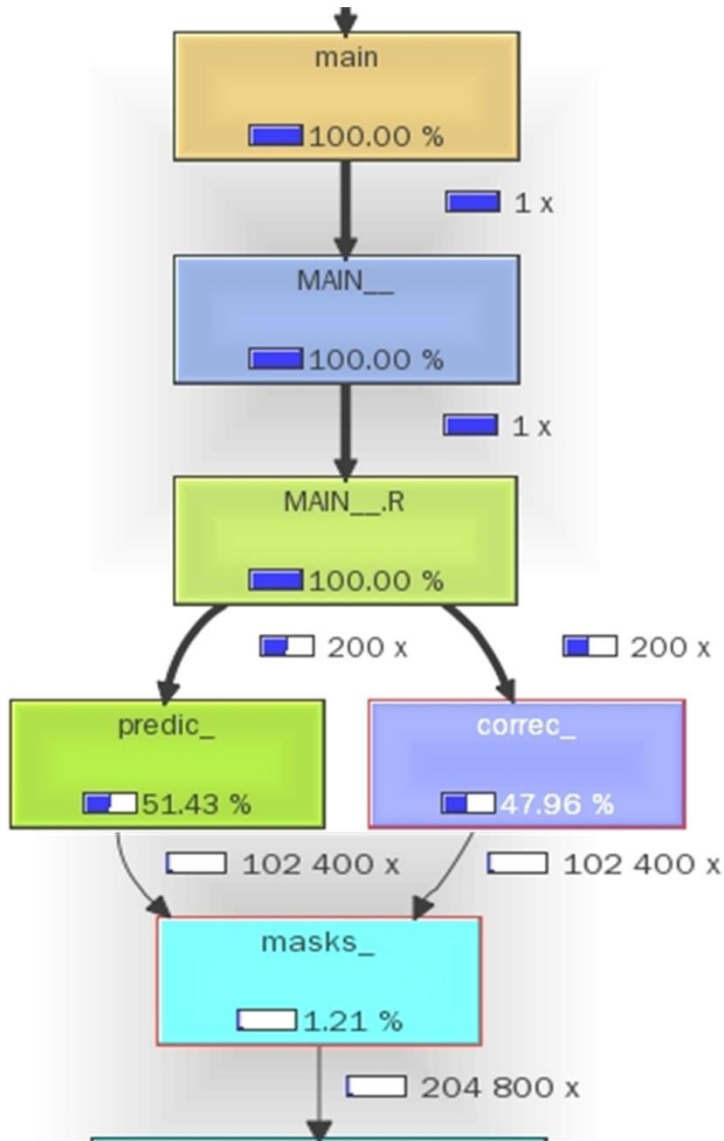 main
100.00 %
1 x
MAIN__
100.00 %
1 x
MAIN__.R
100.00 %
200 x
200 x
predic_
51.43 %
correc_
47.96 %
102 400 x
102 400 x
masks_
1.21 %
204 800 x